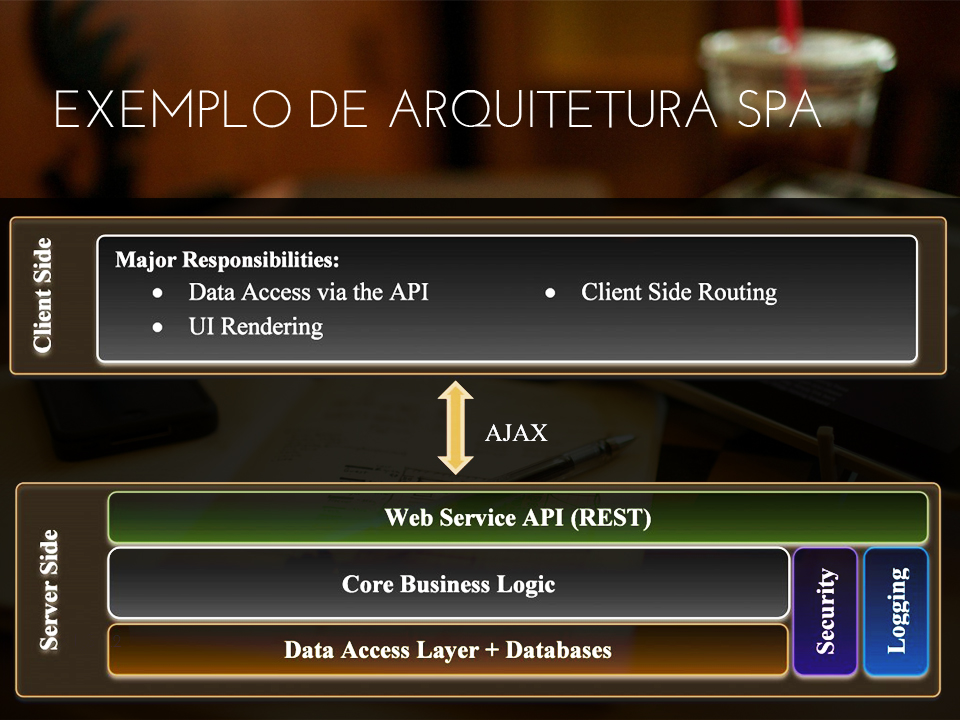 EXEMPLO DE ARQUITETURA SPA
Client Side
Major Responsibilities:
• Data Access via the API
• UI Rendering
• Client Side Routing
AJAX
Server Side
Web Service API (REST)
Core Business Logic
Data Access Layer + Databases
Security
Logging